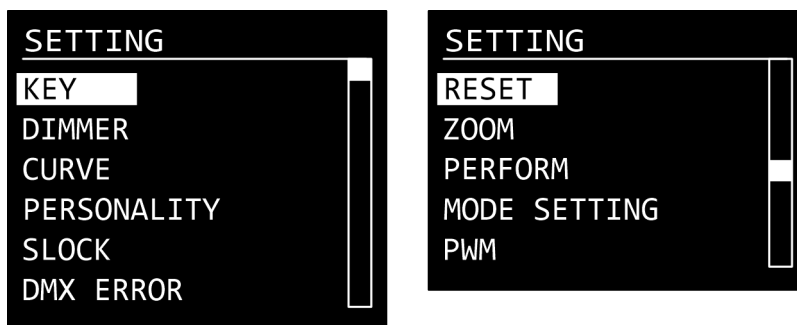 SETTING
KEY
DIMMER
CURVE
PERSONALITY
SLOCK
DMX ERROR
SETTING
RESET
ZOOM
PERFORM
MODE SETTING
PWM